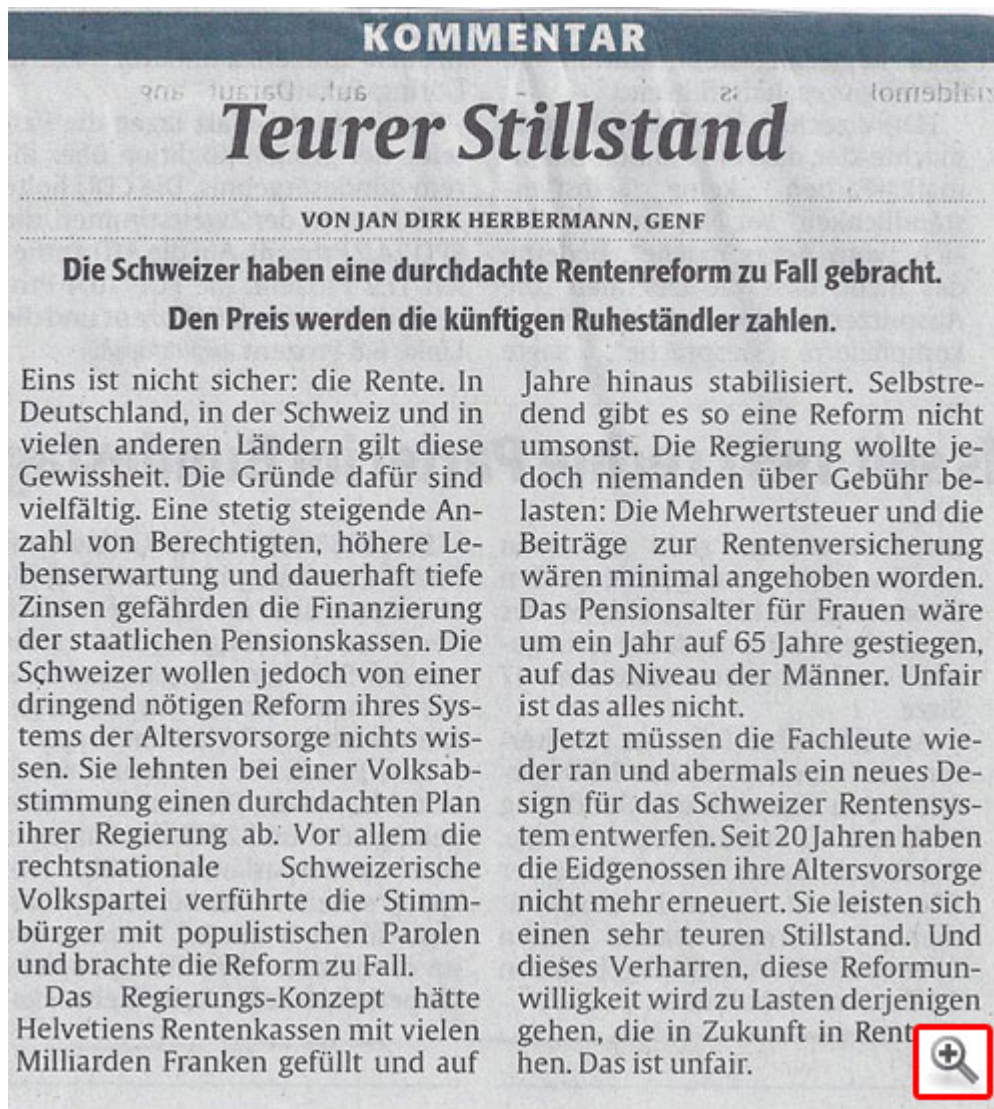 KOMMENTAR
Teurer Stillstand
VON JAN DIRK HERBERMANN, GENF
Die Schweizer haben eine durchdachte Rentenreform zu Fall gebracht.
Den Preis werden die künftigen Ruheständler zahlen.
Eins ist nicht sicher: die Rente. In
Deutschland, in der Schweiz und in
vielen anderen Ländern gilt diese
Gewissheit. Die Gründe dafür sind
vielfältig. Eine stetig steigende An-
zahl von Berechtigten, höhere Le-
benserwartung und dauerhaft tiefe
Zinsen gefährden die Finanzierung
der staatlichen Pensionskassen. Die
Schweizer wollen jedoch von einer
dringend nötigen Reform ihres Sys-
tems der Altersvorsorge nichts wis-
sen. Sie lehnten bei einer Volksab-
stimmung einen durchdachten Plan
ihrer Regierung ab. Vor allem die
rechtsnationale Schweizerische
Volkspartei verführte die Stimm-
bürger mit populistischen Parolen
und brachte die Reform zu Fall.
Das Regierungs-Konzept hätte
Helvetiens Rentenkassen mit vielen
Milliarden Franken gefüllt und auf
Jahre hinaus stabilisiert. Selbstre-
dend gibt es so eine Reform nicht
umsonst. Die Regierung wollte je-
doch niemanden über Gebühr be-
lasten: Die Mehrwertsteuer und die
Beiträge zur Rentenversicherung
wären minimal angehoben worden.
Das Pensionsalter für Frauen wäre
um ein Jahr auf 65 Jahre gestiegen,
auf das Niveau der Männer. Unfair
ist das alles nicht.
Jetzt müssen die Fachleute wie-
der ran und abermals ein neues De-
sign für das Schweizer Rentensys-
tem entwerfen. Seit 20 Jahren haben
die Eidgenossen ihre Altersvorsorge
nicht mehr erneuert. Sie leisten sich
einen sehr teuren Stillstand. Und
dieses Verharren, diese Reformun-
willigkeit wird zu Lasten derjenigen
gehen, die in Zukunft in Rent
hen. Das ist unfair.